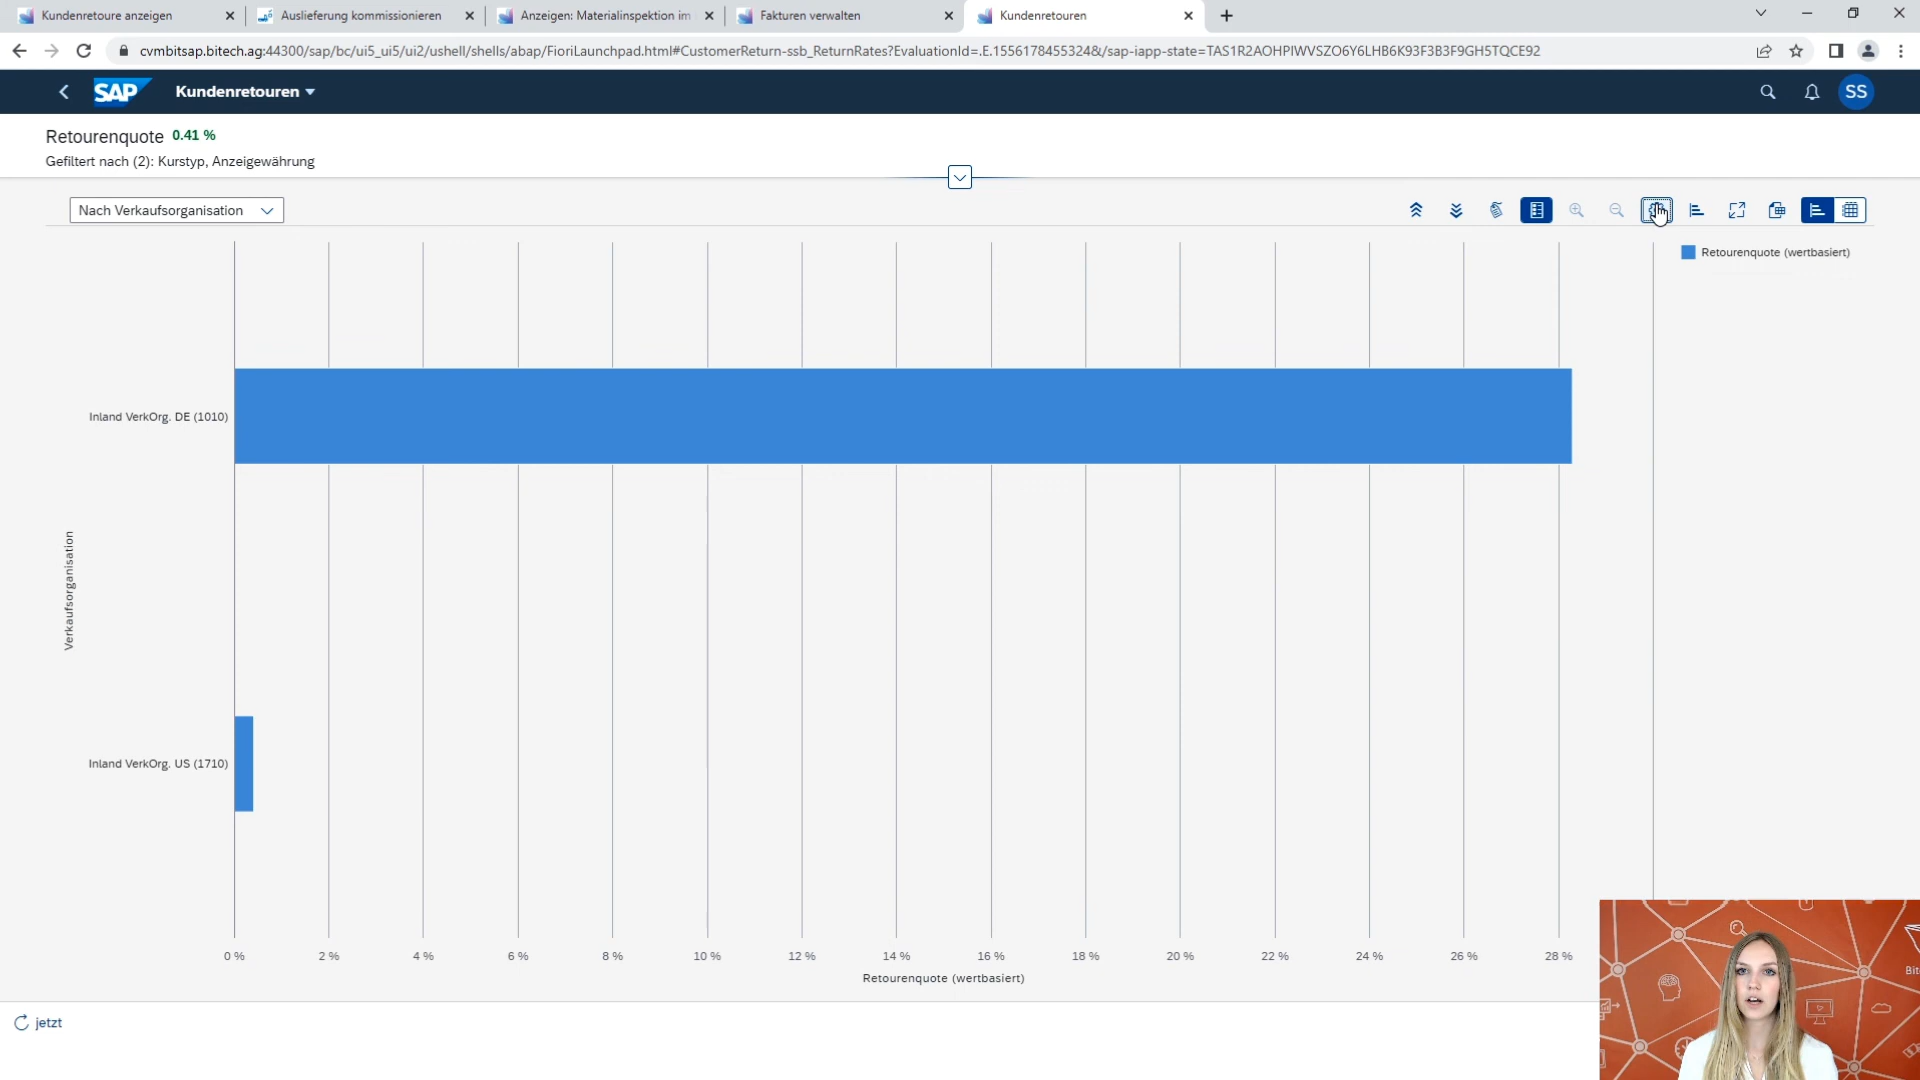 Kundenretoure anzeigen
Auslieferung kommissionieren
Anzeigen: Materialinspektion im
Fakturen verwalten
Kundenretouren
cvmbitsap.bitech.ag:44300/sap/bc/ui5_ui5/ui2/ushell/shells/abap/FioriLaunchpad.html#CustomerReturn-ssb_ReturnRates?EvaluationId=.E.1556178455324&/sap-iapp-state=TAS1R2AOHPIWVSZO6Y6LHB6K93F3B3F9GH5TQCE92
SAP
Kundenretouren
SS
Retourenquote 0.41 %
Gefiltert nach (2): Kurstyp, Anzeigewährung
Nach Verkaufsorganisation
Retourenquote (wertbasiert)
Inland VerkOrg. DE (1010)
Verkaufsorganisation
Inland VerkOrg. US (1710)
0 % 2 % 4 % 6 % 8 % 10 % 12 % 14 % 16 % 18 % 20 % 22 % 24 % 26 % 28 %
Retourenquote (wertbasiert)
jetzt